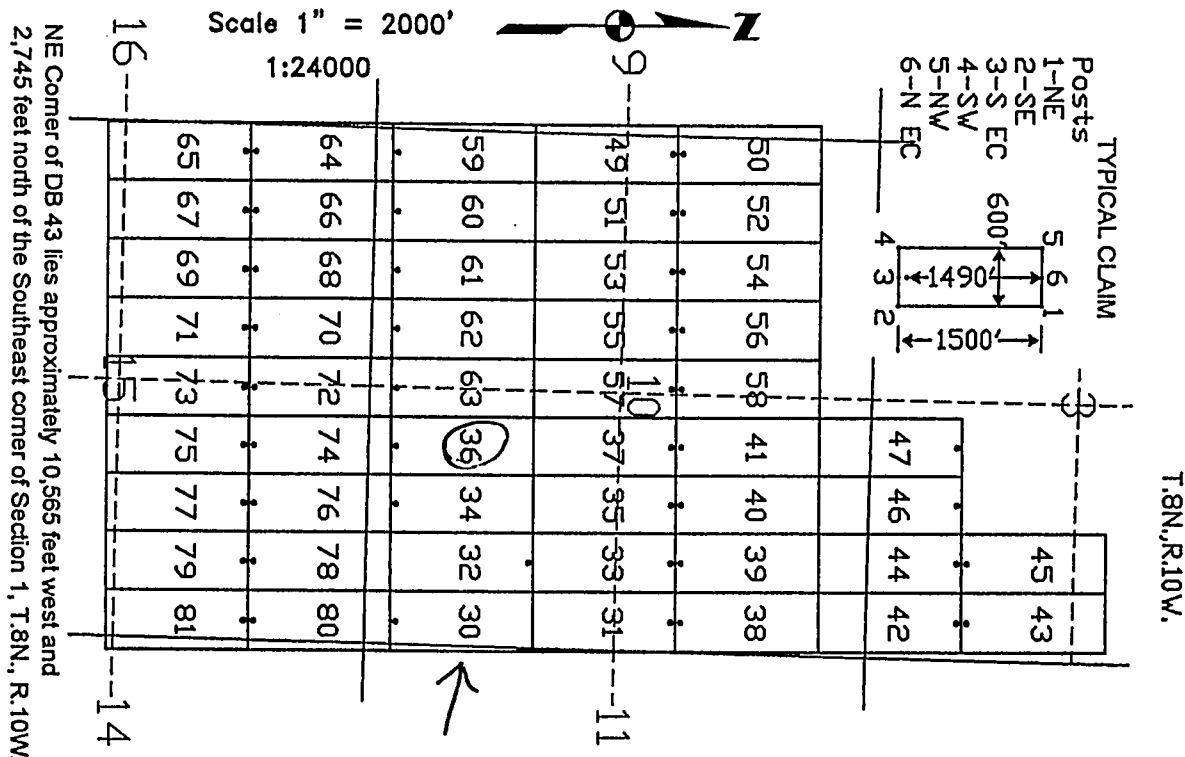 T.8N.,R.10W.
TYPICAL CLAIM
Posts
1-NE
2-SE
3-S EC
4-SW
5-NW
6-N EC
5 6 1
600'
1490'
1500'
4 3 2
N
3
45 43
47 46 44 42
50 52 54 56 58 41 40 39 38
9 10 11
49 51 53 55 57 37 35 33 31
59 60 61 62 63 36 34 32 30
64 66 68 70 72 74 76 78 80
65 67 69 71 73 75 77 79 81
16 15 14
Scale 1" = 2000'
1:24000
NE Corner of DB 43 lies approximately 10,565 feet west and
2,745 feet north of the Southeast corner of Section 1, T.8N., R.10W.